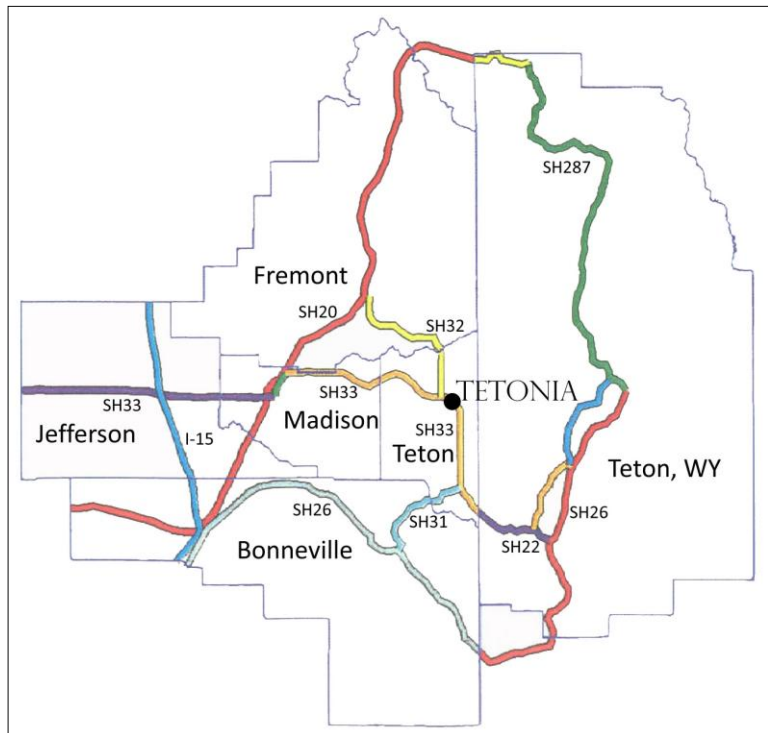 SH287
Fremont
SH20
SH32
TETONIA
SH33
SH33
Madison
Jefferson
I-15
SH33
Teton
Teton, WY
SH26
SH26
SH31
SH22
Bonneville